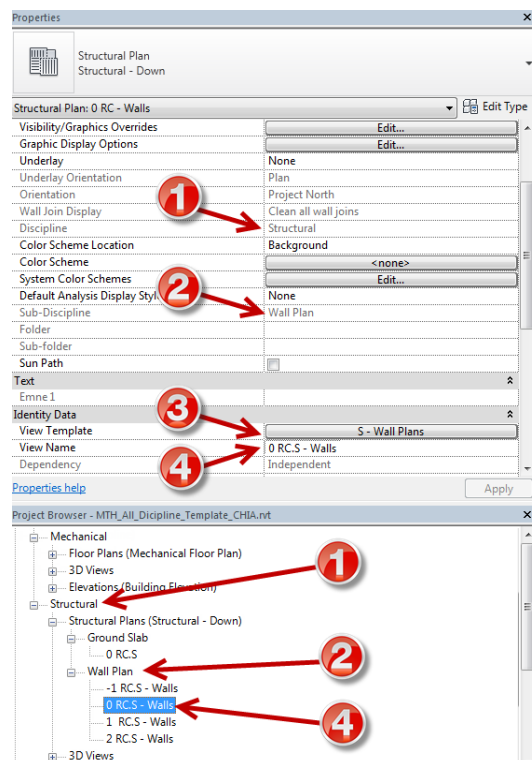 Properties
Structural Plan
Structural - Down
Structural Plan: 0 RC - Walls
Edit Type
Visibility/Graphics Overrides Edit...
Graphic Display Options Edit...
Underlay None
Underlay Orientation Plan
Orientation Project North
Wall Join Display Clean all wall joins
1
Discipline Structural
Color Scheme Location Background
Color Scheme <none>
System Color Schemes Edit...
2
Default Analysis Display Styl None
Sub-Discipline Wall Plan
Folder
Sub-folder
Sun Path
Text
Emne 1
3
Identity Data
View Template S - Wall Plans
View Name 0 RC.S - Walls
4
Dependency Independent
Properties help
Apply
Project Browser - MTH_All_Dicipline_Template_CHIA.rvt
Mechanical
Floor Plans (Mechanical Floor Plan)
1
3D Views
Elevations (Building Elevation)
Structural
Structural Plans (Structural - Down)
Ground Slab
0 RC.S
2
Wall Plan
-1 RC.S - Walls
0 RC.S - Walls
4
1 RC.S - Walls
2 RC.S - Walls
3D Views